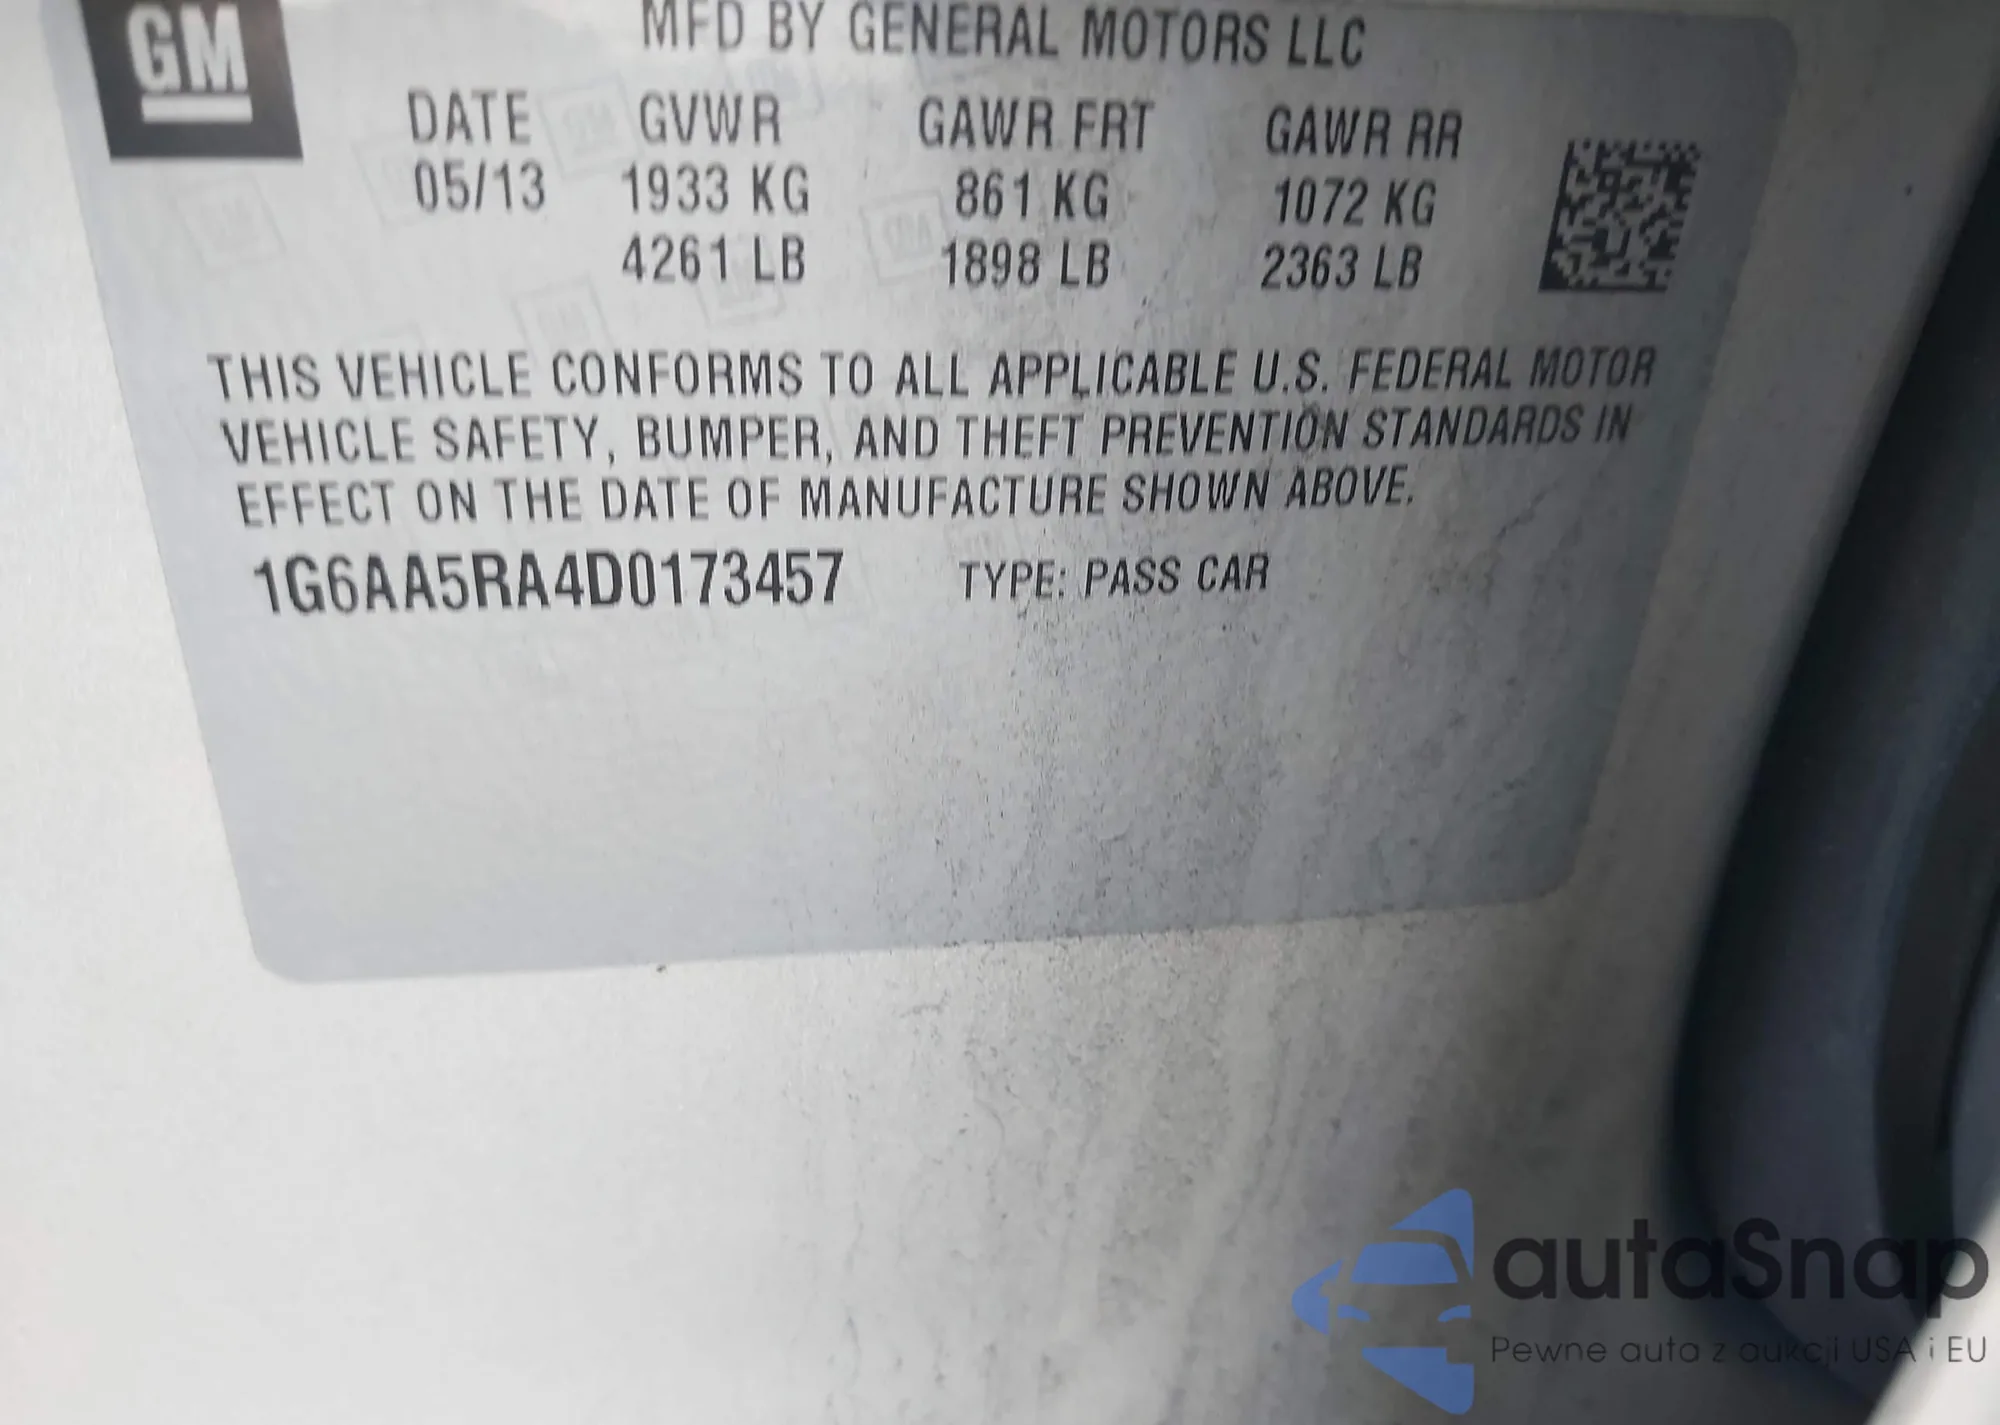 GM
MFD BY GENERAL MOTORS LLC
DATE GVWR GAWR FRT GAWR RR
05/13 1933 KG 861 KG 1072 KG
4261 LB 1898 LB 2363 LB
THIS VEHICLE CONFORMS TO ALL APPLICABLE U.S. FEDERAL MOTOR
VEHICLE SAFETY, BUMPER, AND THEFT PREVENTION STANDARDS IN
EFFECT ON THE DATE OF MANUFACTURE SHOWN ABOVE.
1G6AA5RA4D0173457 TYPE: PASS CAR
autaSnap
Pewne auta z aukcji USA i EU